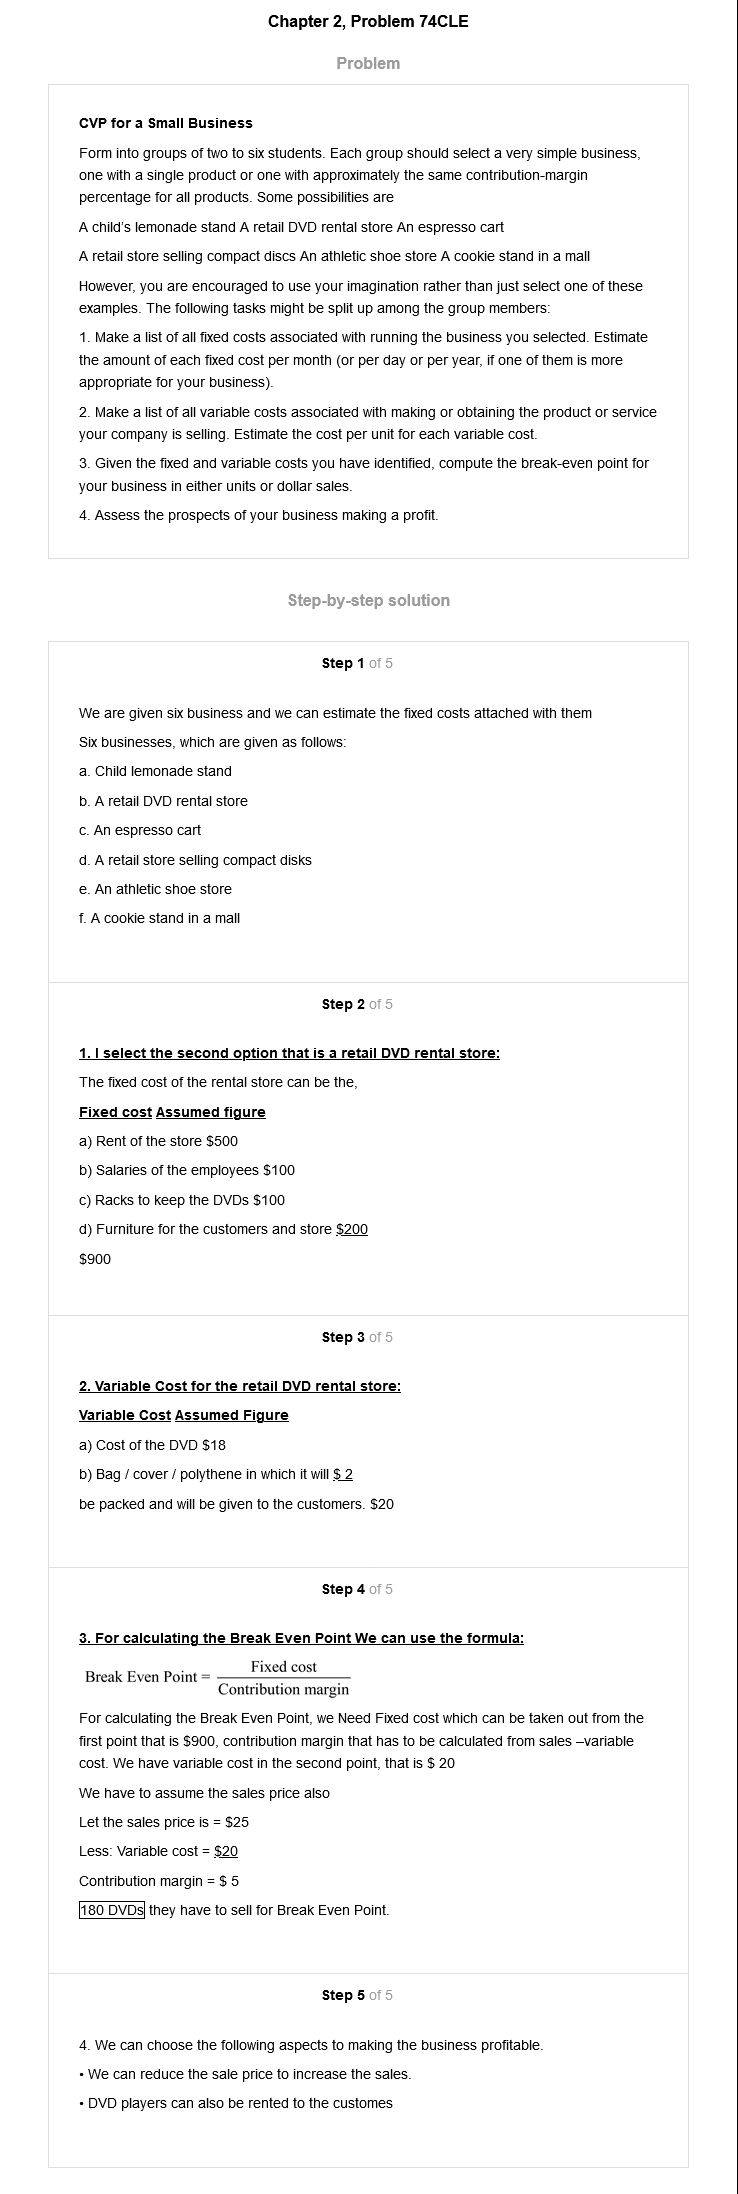 Chapter 2, Problem 74CLE
Problem
CVP for a Small Business
Form into groups of two to six students. Each group should select a very simple business,
one with a single product or one with approximately the same contribution-margin
percentage for all products. Some possibilities are
A child's lemonade stand A retail DVD rental store An espresso cart
A retail store selling compact discs An athletic shoe store A cookie stand in a mall
However, you are encouraged to use your imagination rather than just select one of these
examples. The following tasks might be split up among the group members:
1. Make a list of all fixed costs associated with running the business you selected. Estimate
the amount of each fixed cost per month (or per day or per year, if one of them is more
appropriate for your business).
2. Make a list of all variable costs associated with making or obtaining the product or service
your company is selling. Estimate the cost per unit for each variable cost.
3. Given the fixed and variable costs you have identified, compute the break-even point for
your business in either units or dollar sales.
4. Assess the prospects of your business making a profit.
Step-by-step solution
Step 1 of 5
We are given six business and we can estimate the fixed costs attached with them
Six businesses, which are given as follows:
a. Child lemonade stand
b. A retail DVD rental store
c. An espresso cart
d. A retail store selling compact disks
e. An athletic shoe store
f. A cookie stand in a mall
Step 2 of 5
1. I select the second option that is a retail DVD rental store:
The fixed cost of the rental store can be the,
Fixed cost Assumed figure
a) Rent of the store $500
b) Salaries of the employees $100
c) Racks to keep the DVDs $100
d) Furniture for the customers and store $200
$900
Step 3 of 5
2. Variable Cost for the retail DVD rental store:
Variable Cost Assumed Figure
a) Cost of the DVD $18
b) Bag / cover / polythene in which it will $ 2
be packed and will be given to the customers. $20
Step 4 of 5
3. For calculating the Break Even Point We can use the formula:
Break Even Point = Fixed cost
Contribution margin
For calculating the Break Even Point, we Need Fixed cost which can be taken out from the
first point that is $900, contribution margin that has to be calculated from sales –variable
cost. We have variable cost in the second point, that is $ 20
We have to assume the sales price also
Let the sales price is = $25
Less: Variable cost = $20
Contribution margin = $ 5
180 DVDs they have to sell for Break Even Point.
Step 5 of 5
4. We can choose the following aspects to making the business profitable.
• We can reduce the sale price to increase the sales.
• DVD players can also be rented to the customes